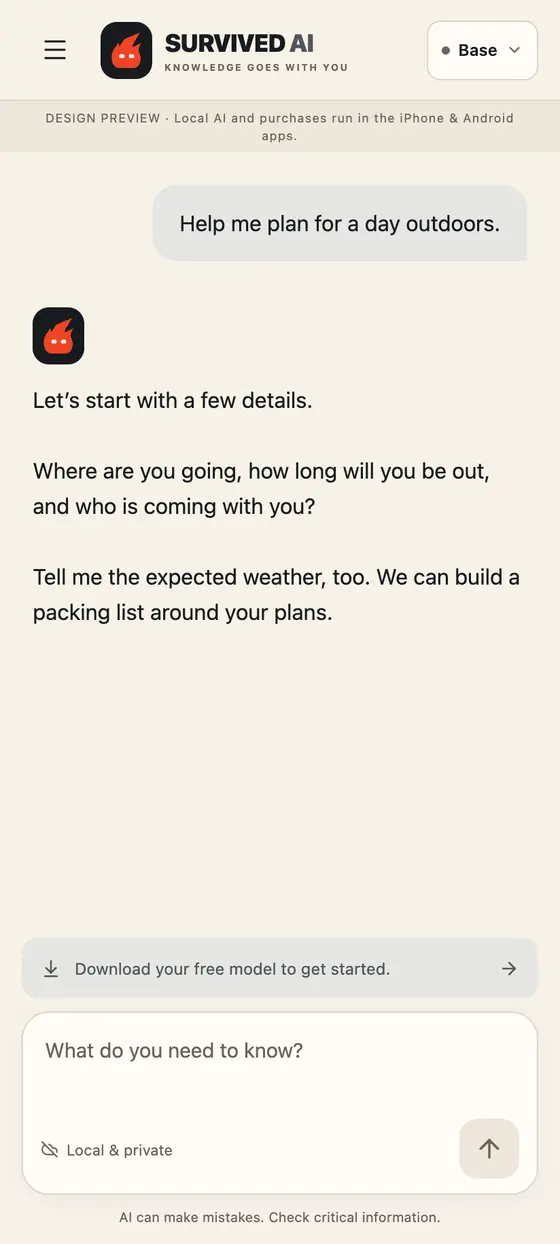 SURVIVED AI
KNOWLEDGE GOES WITH YOU
Base
DESIGN PREVIEW · Local AI and purchases run in the iPhone & Android
apps.
Help me plan for a day outdoors.
Let’s start with a few details.
Where are you going, how long will you be out,
and who is coming with you?
Tell me the expected weather, too. We can build a
packing list around your plans.
Download your free model to get started.
What do you need to know?
Local & private
AI can make mistakes. Check critical information.